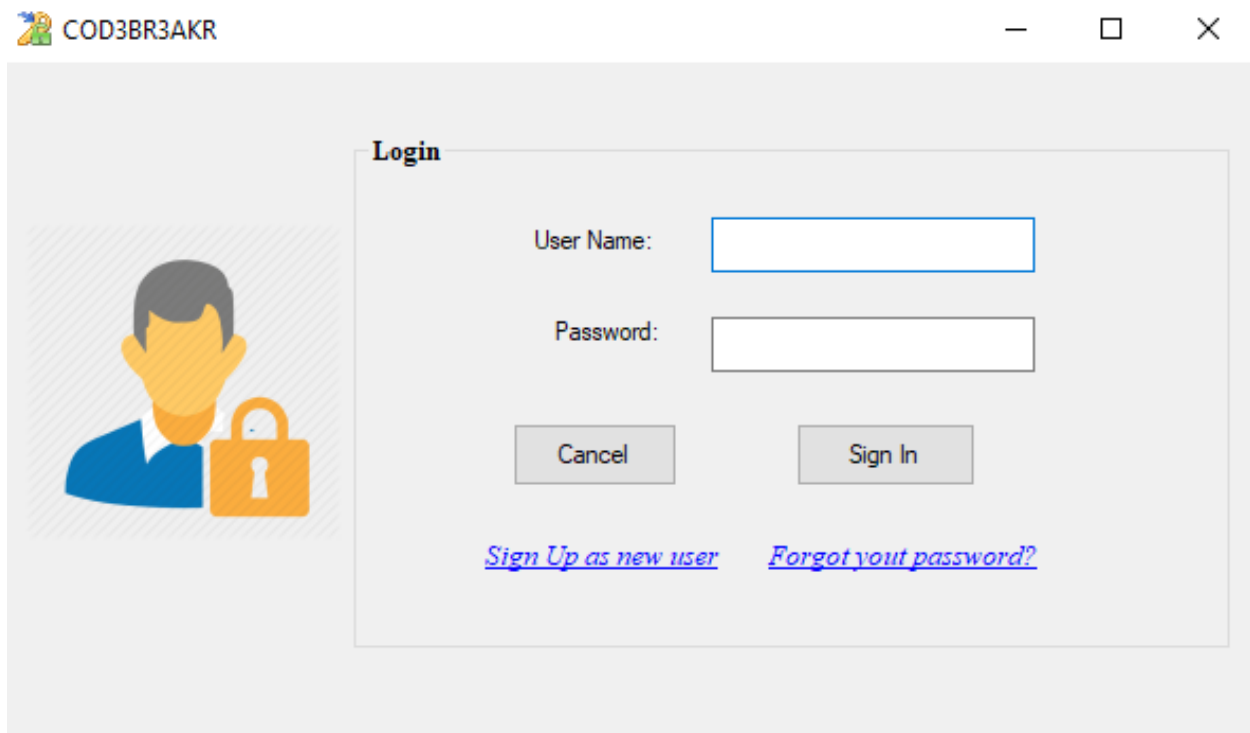 COD3BR3AKR
Login
User Name:
Password:
Cancel Sign In
Sign Up as new user Forgot yout password?